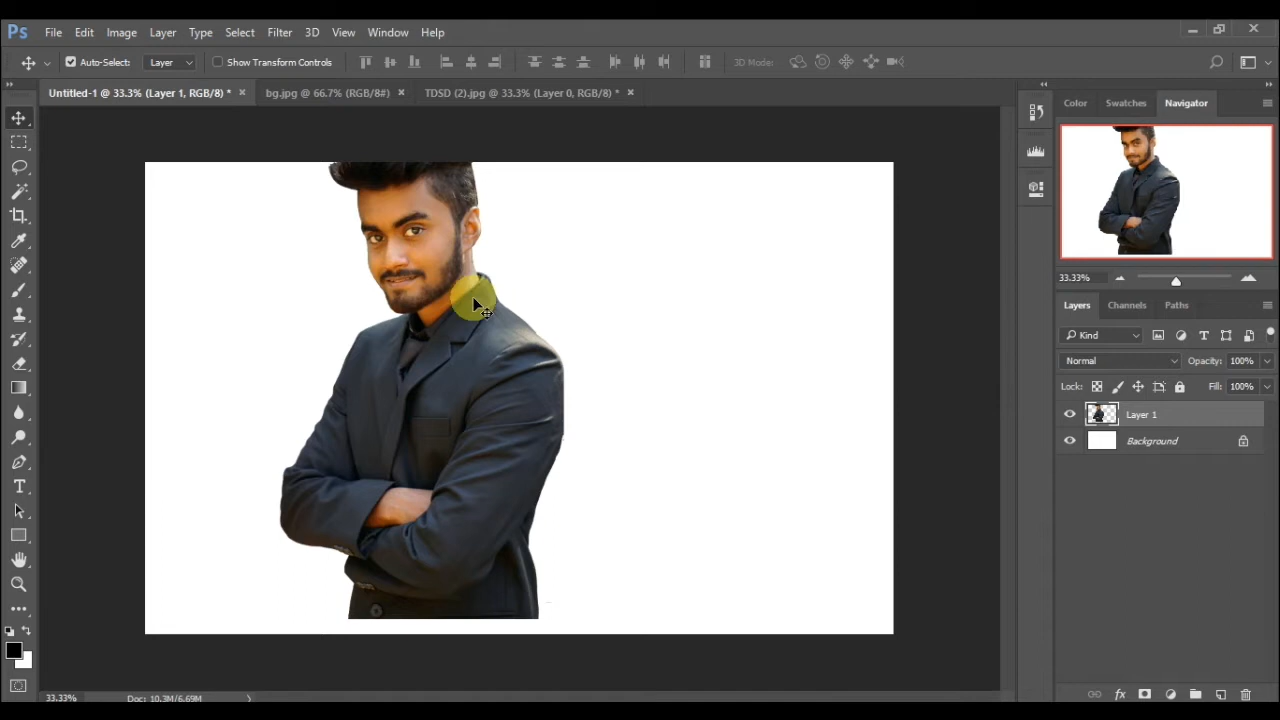 Ps File Edit Image Layer Type Select Filter 3D View Window Help
Auto-Select: Layer Show Transform Controls 3D Mode:
Untitled-1 @ 33.3% (Layer 1, RGB/8) * × bg.jpg @ 66.7% (RGB/8#) × TDSD (2).jpg @ 33.3% (Layer 0, RGB/8) * ×
Color Swatches Navigator
33.33%
Layers Channels Paths
Kind
Normal Opacity: 100%
Lock: Fill: 100%
Layer 1
Background
fx
33.33% Doc: 10.3M/6.69M